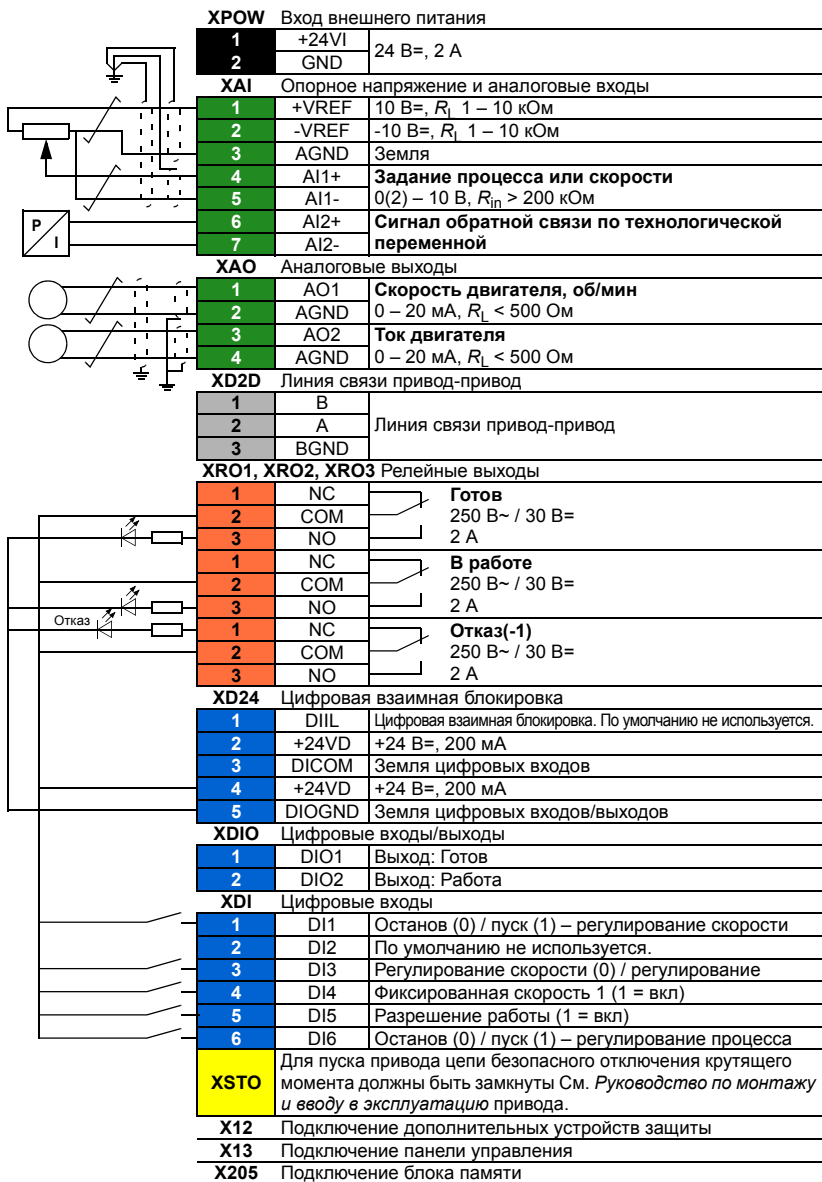 XPOW Вход внешнего питания
1 +24VI 24 В=, 2 А
2 GND
XAI Опорное напряжение и аналоговые входы
1 +VREF 10 В=, RL 1 – 10 кОм
2 -VREF -10 В=, RL 1 – 10 кОм
3 AGND Земля
4 AI1+ Задание процесса или скорости
5 AI1- 0(2) – 10 В, Rin > 200 кОм
6 AI2+ Сигнал обратной связи по технологической
7 AI2- переменной
P
I
XAO Аналоговые выходы
1 AO1 Скорость двигателя, об/мин
2 AGND 0 – 20 мА, RL < 500 Ом
3 AO2 Ток двигателя
4 AGND 0 – 20 мА, RL < 500 Ом
XD2D Линия связи привод-привод
1 B
2 A Линия связи привод-привод
3 BGND
XRO1, XRO2, XRO3 Релейные выходы
1 NC Готов
2 COM 250 В~ / 30 В=
3 NO 2 А
1 NC В работе
2 COM 250 В~ / 30 В=
3 NO 2 А
Отказ
1 NC Отказ(-1)
2 COM 250 В~ / 30 В=
3 NO 2 А
XD24 Цифровая взаимная блокировка
1 DIIL Цифровая взаимная блокировка. По умолчанию не используется.
2 +24VD +24 В=, 200 мА
3 DICOM Земля цифровых входов
4 +24VD +24 В=, 200 мА
5 DIOGND Земля цифровых входов/выходов
XDIO Цифровые входы/выходы
1 DIO1 Выход: Готов
2 DIO2 Выход: Работа
XDI Цифровые входы
1 DI1 Останов (0) / пуск (1) – регулирование скорости
2 DI2 По умолчанию не используется.
3 DI3 Регулирование скорости (0) / регулирование
4 DI4 Фиксированная скорость 1 (1 = вкл)
5 DI5 Разрешение работы (1 = вкл)
6 DI6 Останов (0) / пуск (1) – регулирование процесса
XSTO Для пуска привода цепи безопасного отключения крутящего
момента должны быть замкнуты См. Руководство по монтажу
и вводу в эксплуатацию привода.
X12 Подключение дополнительных устройств защиты
X13 Подключение панели управления
X205 Подключение блока памяти